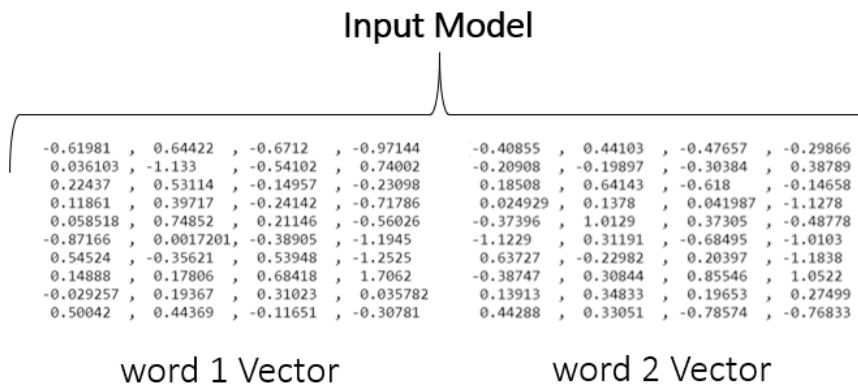 Input Model
-0.61981 , 0.64422 , -0.6712 , -0.97144 -0.40855 , 0.44103 , -0.47657 , -0.29866
0.036103 , -1.133 , -0.54102 , 0.74002 -0.20908 , -0.19897 , -0.30384 , 0.38789
0.22437 , 0.53114 , -0.14957 , -0.23098 0.18508 , 0.64143 , -0.618 , -0.14658
0.11861 , 0.39717 , -0.24142 , -0.71786 0.024929 , 0.1378 , 0.041987 , -1.1278
0.058518 , 0.74852 , 0.21146 , -0.56026 -0.37396 , 1.0129 , 0.37305 , -0.48778
-0.87166 , 0.0017201, -0.38905 , -1.1945 -1.1229 , 0.31191 , -0.68495 , -1.0103
0.54524 , -0.35621 , 0.53948 , -1.2525 0.63727 , -0.22982 , 0.20397 , -1.1838
0.14888 , 0.17806 , 0.68418 , 1.7062 -0.38747 , 0.30844 , 0.85546 , 1.0522
-0.029257 , 0.19367 , 0.31023 , 0.035782 0.13913 , 0.34833 , 0.19653 , 0.27499
0.50042 , 0.44369 , -0.11651 , -0.30781 0.44288 , 0.33051 , -0.78574 , -0.76833
word 1 Vector word 2 Vector